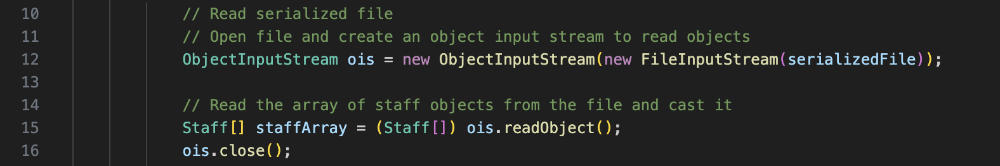 10 // Read serialized file
11 // Open file and create an object input stream to read objects
12 ObjectInputStream ois = new ObjectInputStream(new FileInputStream(serializedFile));
13
14 // Read the array of staff objects from the file and cast it
15 Staff[] staffArray = (Staff[]) ois.readObject();
16 ois.close();